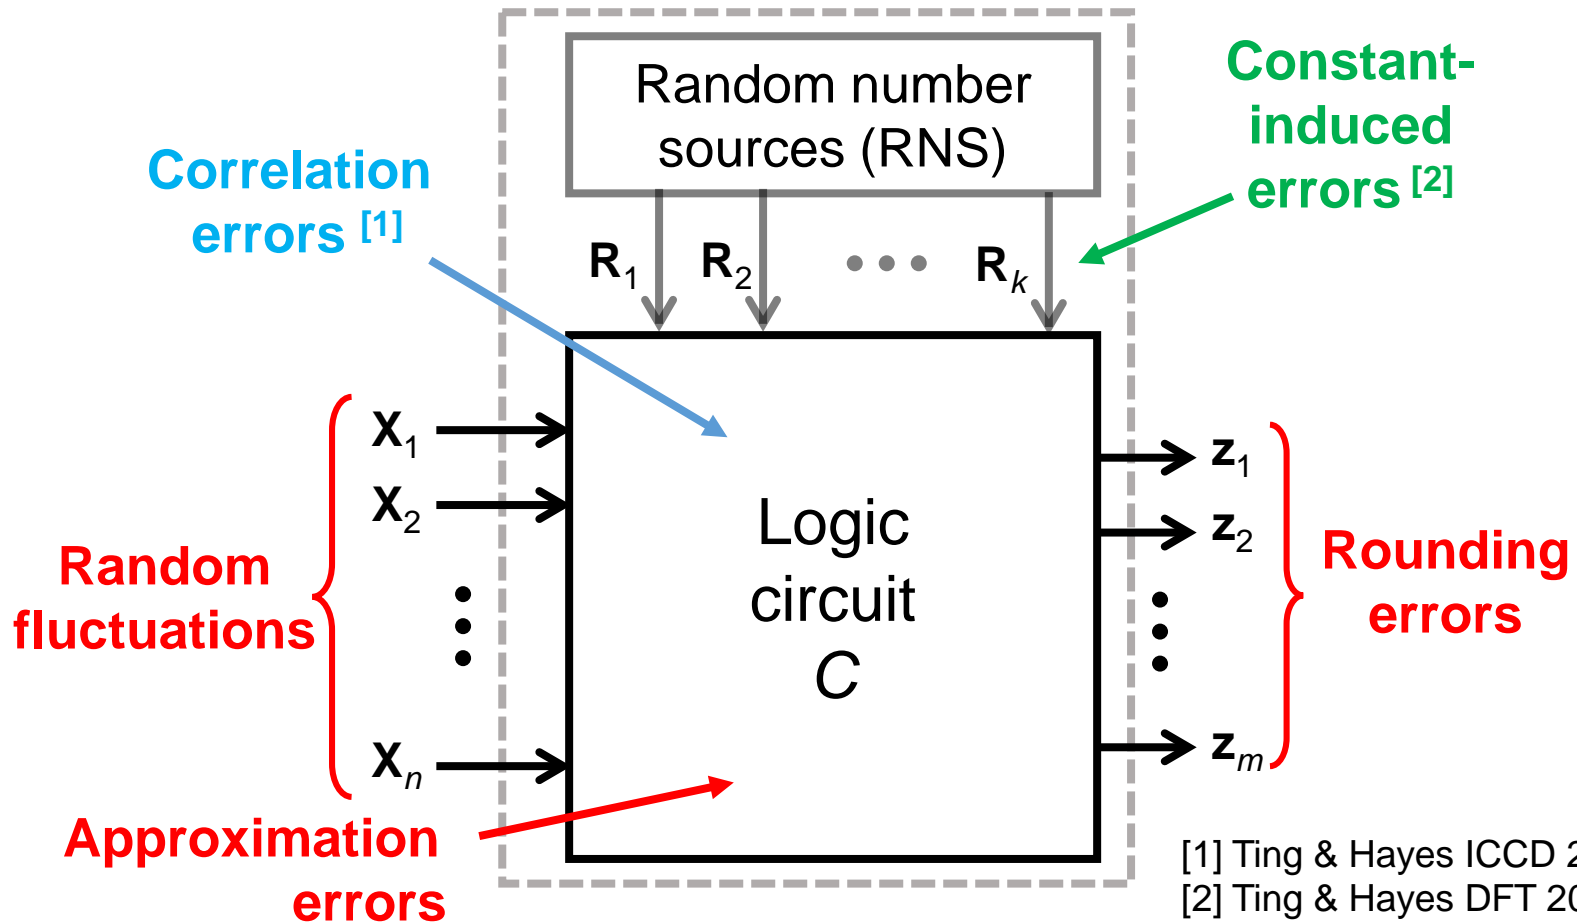 Random number
sources (RNS)
Constant-
induced
errors [2]
Correlation
errors [1]
R1
R2
Rk
X1
X2
Xn
Random
fluctuations
Approximation
errors
Logic
circuit
C
z1
z2
zm
Rounding
errors
[1] Ting & Hayes ICCD
[2] Ting & Hayes DFT